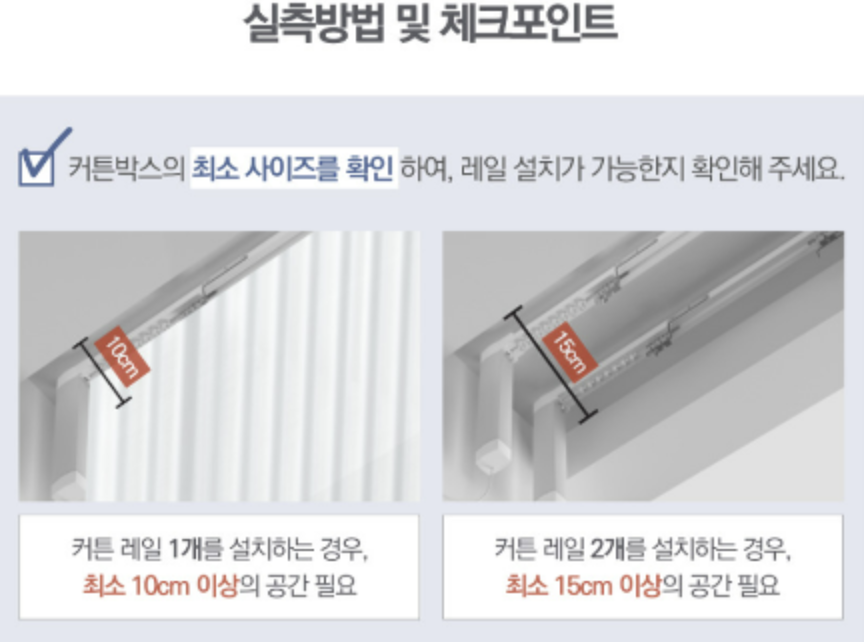 실측방법 및 체크포인트
커튼박스의 최소 사이즈를 확인 하여, 레일 설치가 가능한지 확인해 주세요.
10cm
15cm
커튼 레일 1개를 설치하는 경우,
최소 10cm 이상의 공간 필요
커튼 레일 2개를 설치하는 경우,
최소 15cm 이상의 공간 필요